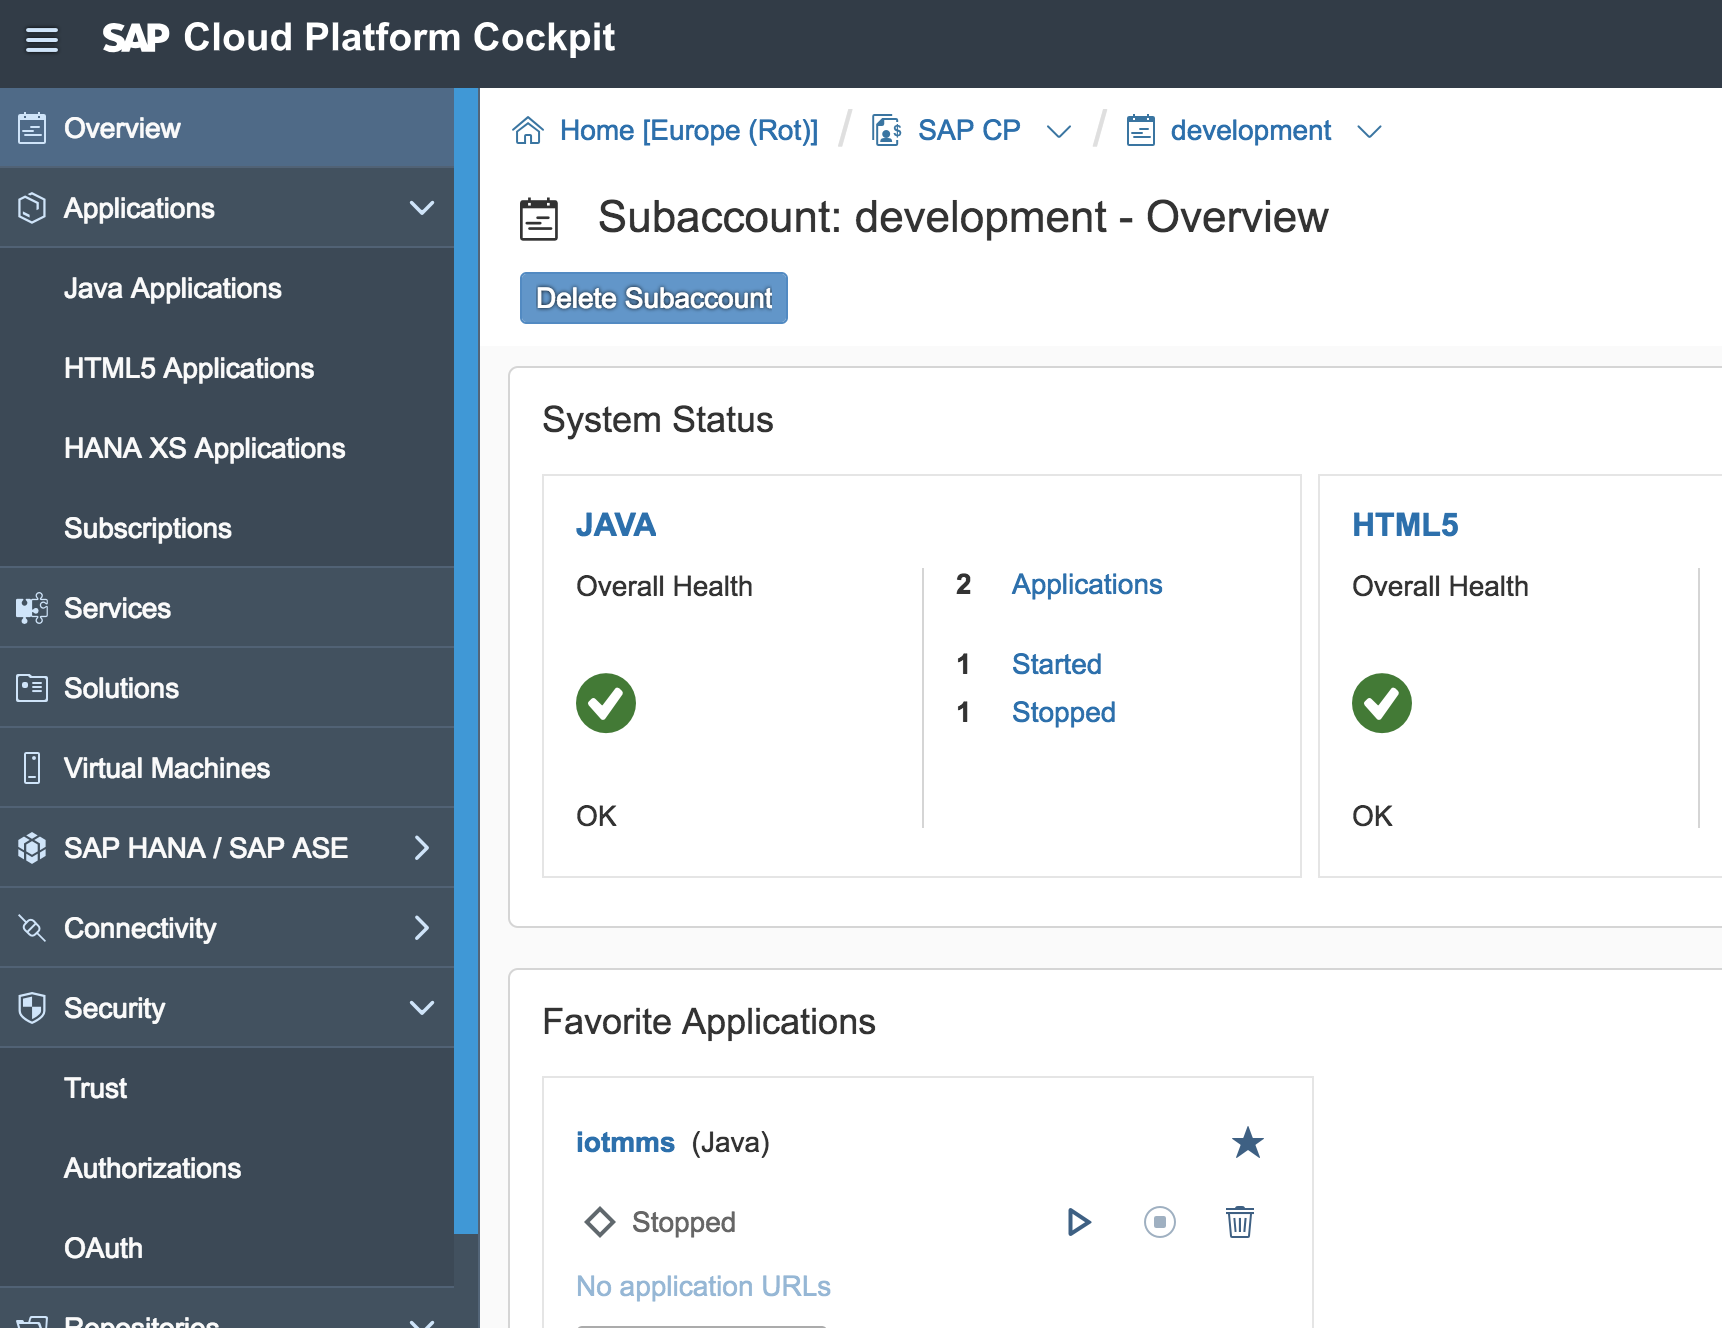 SAP Cloud Platform Cockpit
Overview
Applications
Java Applications
HTML5 Applications
HANA XS Applications
Subscriptions
Services
Solutions
Virtual Machines
SAP HANA / SAP ASE
Connectivity
Security
Trust
Authorizations
OAuth
Repositories
Home [Europe (Rot)] / SAP CP / development
Subaccount: development - Overview
Delete Subaccount
System Status
JAVA
Overall Health
OK
2 Applications
1 Started
1 Stopped
HTML5
Overall Health
OK
Favorite Applications
iotmms (Java)
Stopped
No application URLs